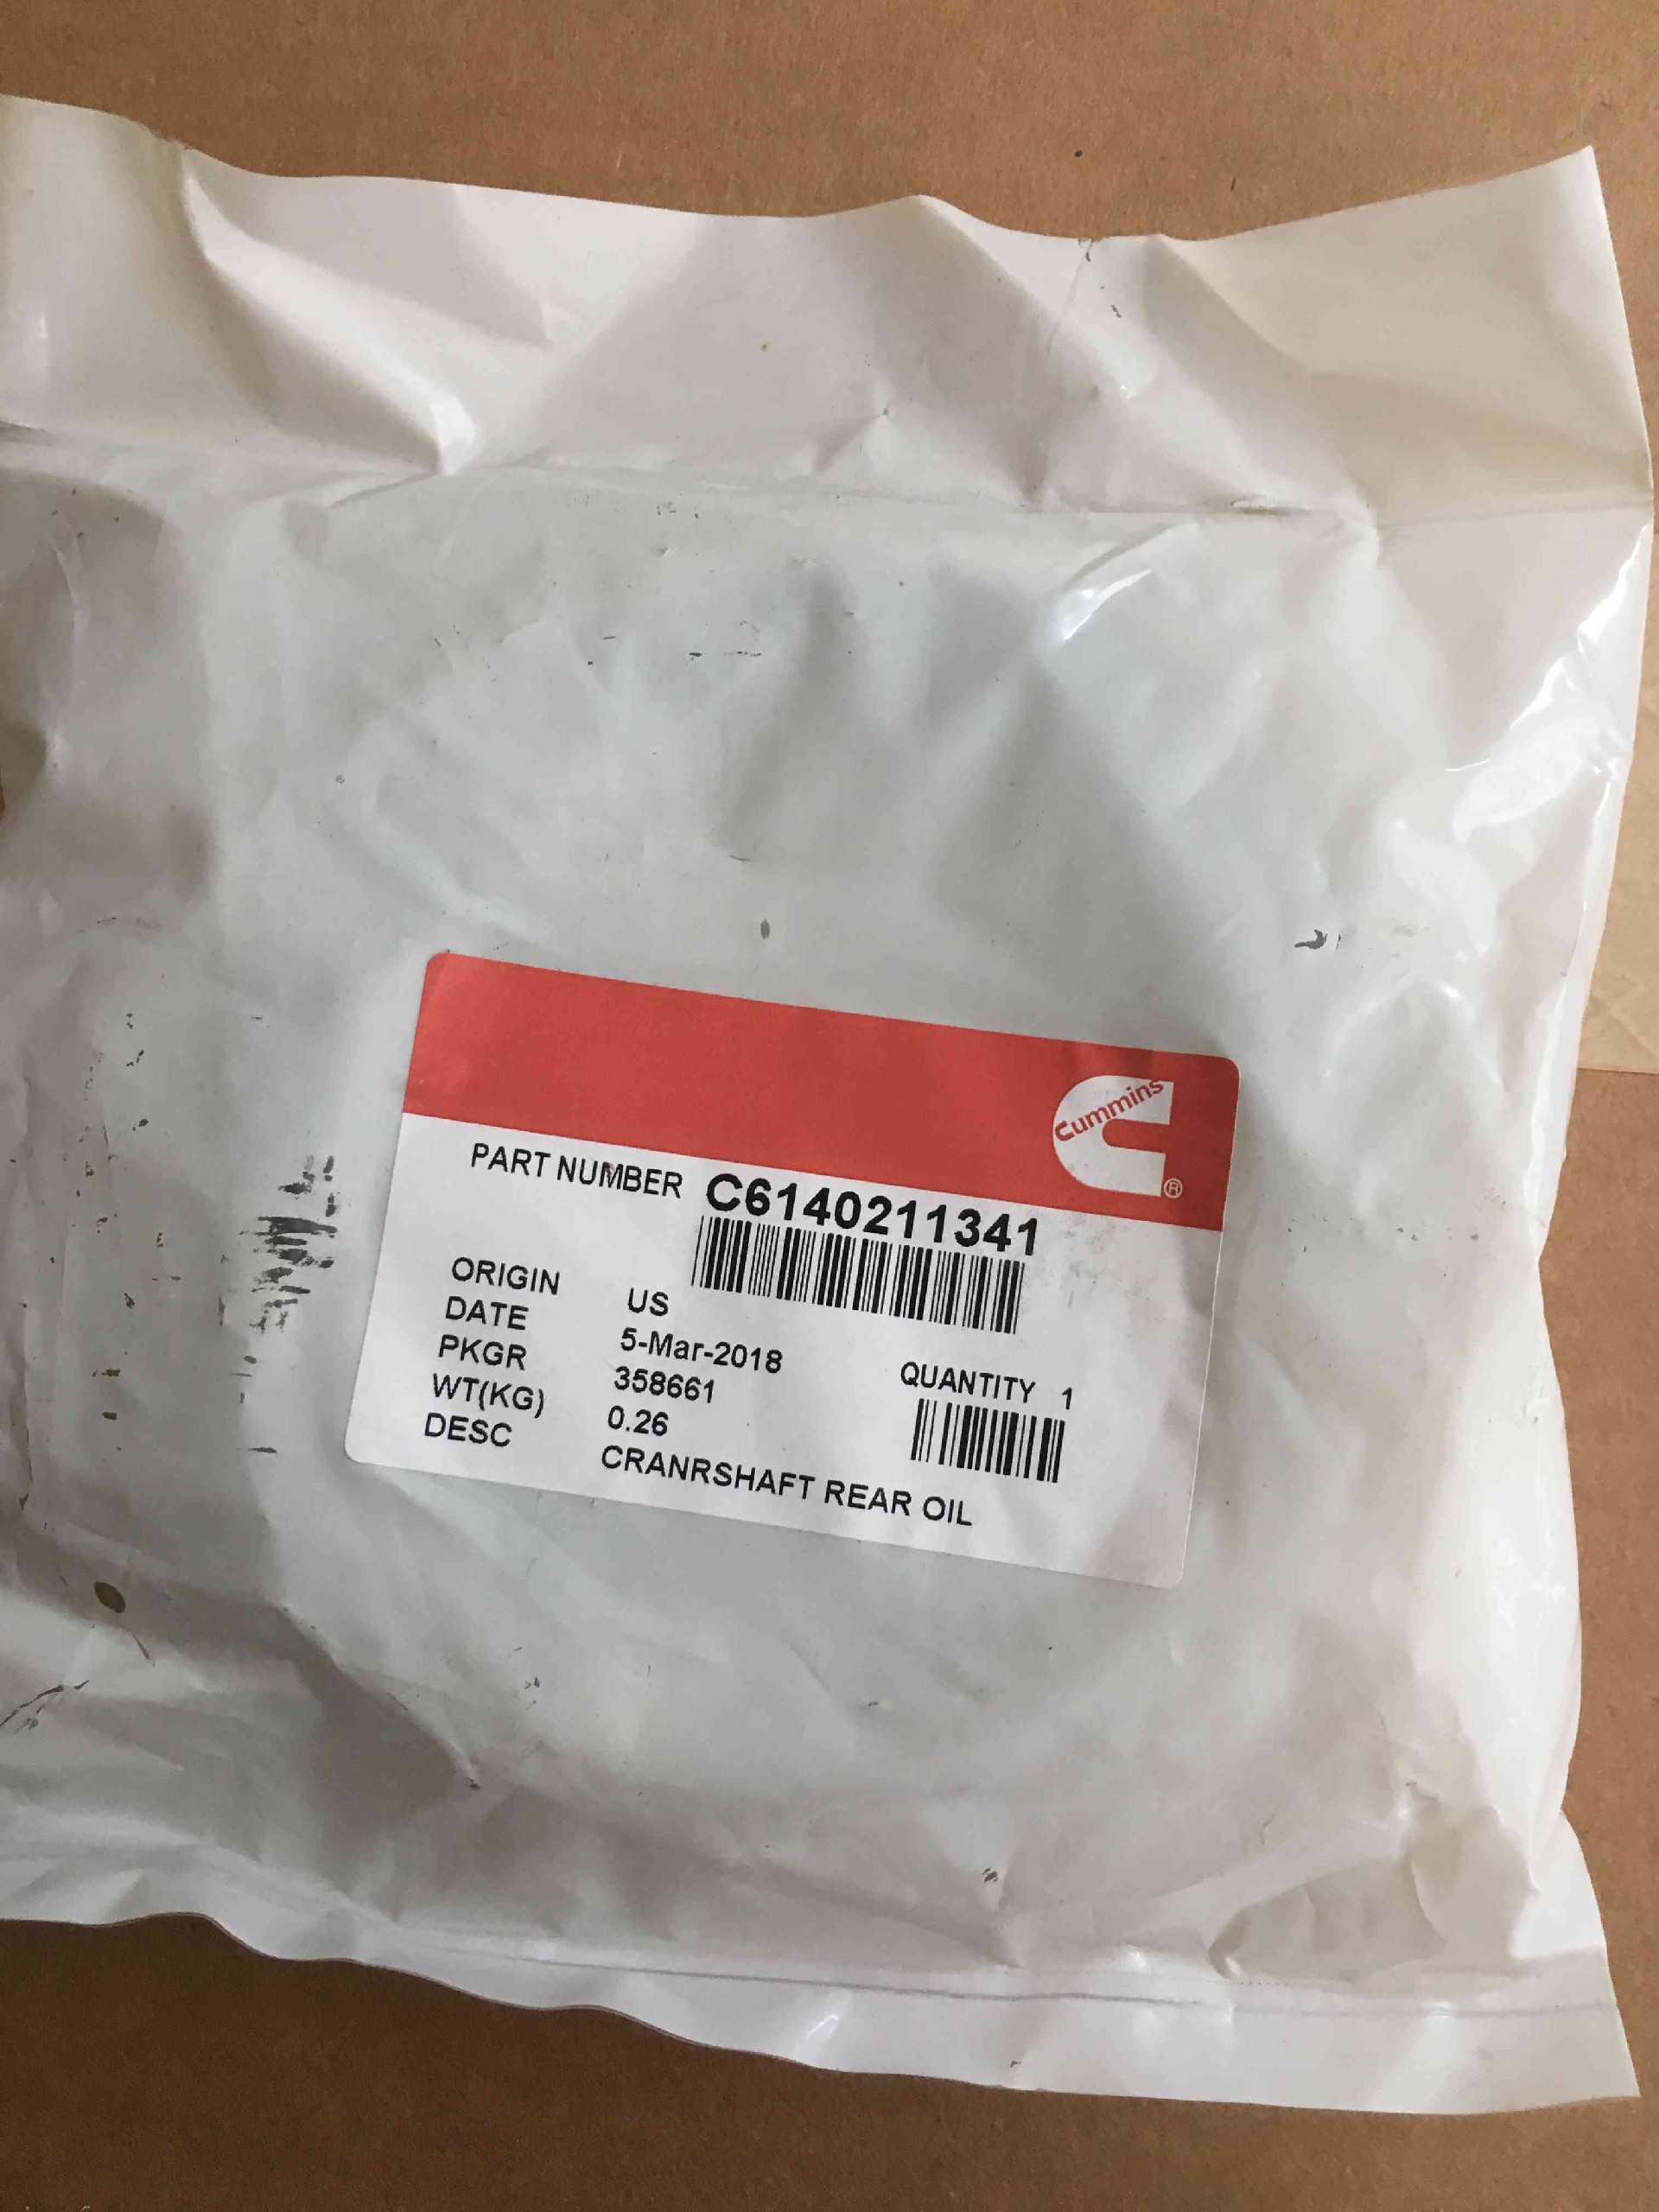 Cummins
®
PART NUMBER C6140211341
ORIGIN US
DATE 5-Mar-2018
PKGR 358661
QUANTITY 1
WT(KG) 0.26
DESC CRANRSHAFT REAR OIL